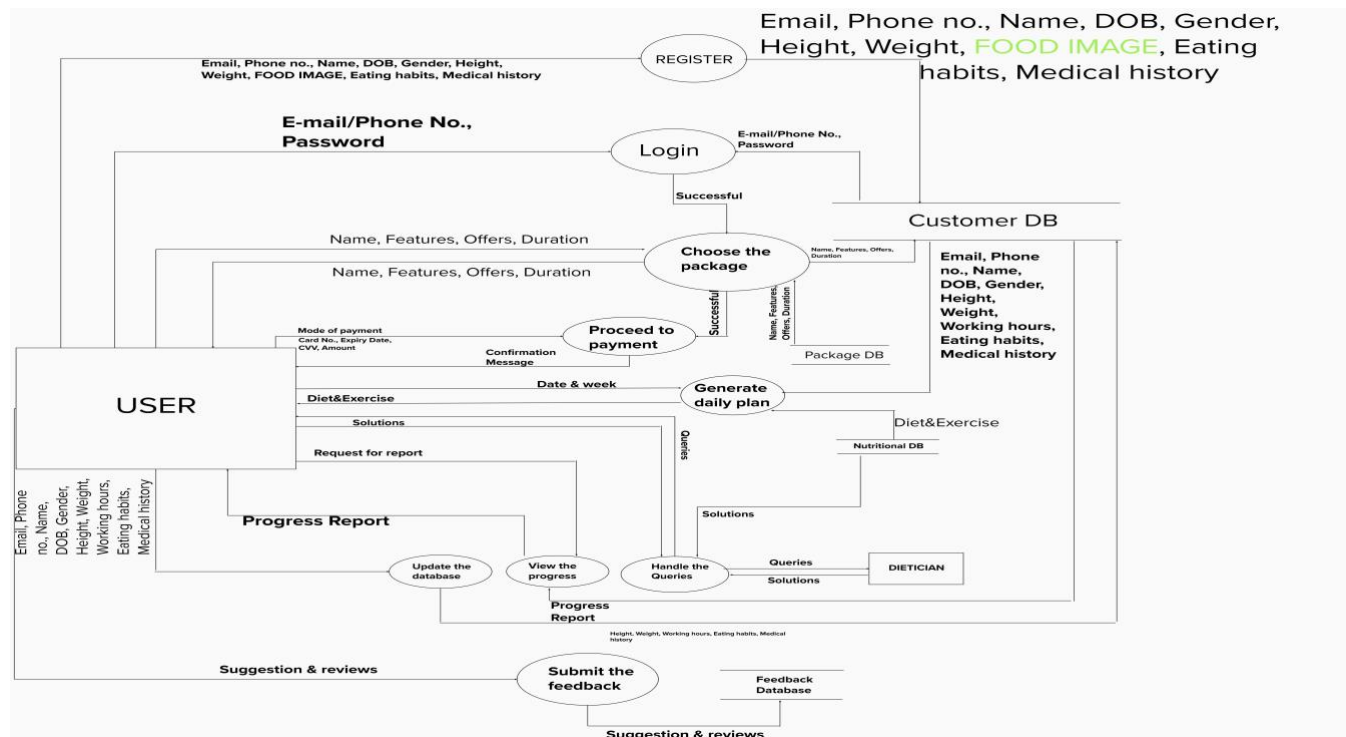 Email, Phone no., Name, DOB, Gender,
Height, Weight, FOOD IMAGE, Eating
habits, Medical history
REGISTER
Email, Phone no., Name, DOB, Gender, Height,
Weight, FOOD IMAGE, Eating habits, Medical history
E-mail/Phone No.,
Password
Login
E-mail/Phone No.,
Password
Successful
Customer DB
Name, Features, Offers, Duration
Choose the
package
Name, Features, Offers,
Duration
Name, Features, Offers, Duration
Email, Phone
no., Name,
DOB, Gender,
Height,
Weight,
Working hours,
Eating habits,
Medical history
Successful
Name, Features,
Offers, Duration
Mode of payment
Card No., Expiry Date,
CVV, Amount
Proceed to
payment
Confirmation
Message
Package DB
USER
Date & week
Generate
daily plan
Diet&Exercise
Diet&Exercise
Solutions
Queries
Nutritional DB
Request for report
Email, Phone
no., Name,
DOB, Gender,
Height, Weight,
Working hours,
Eating habits,
Medical history
Progress Report
Solutions
Update the
database
View the
progress
Handle the
Queries
Queries
Solutions
DIETICIAN
Progress
Report
Height, Weight, Working hours, Eating habits, Medical
history
Suggestion & reviews
Submit the
feedback
Feedback
Database
Suggestion & reviews